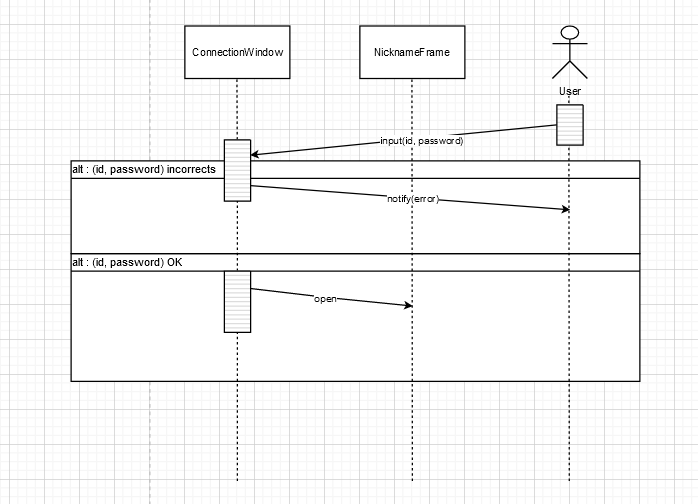 ConnectionWindow
NicknameFrame
User
input(id, password)
alt : (id, password) incorrects
notify(error)
alt : (id, password) OK
open